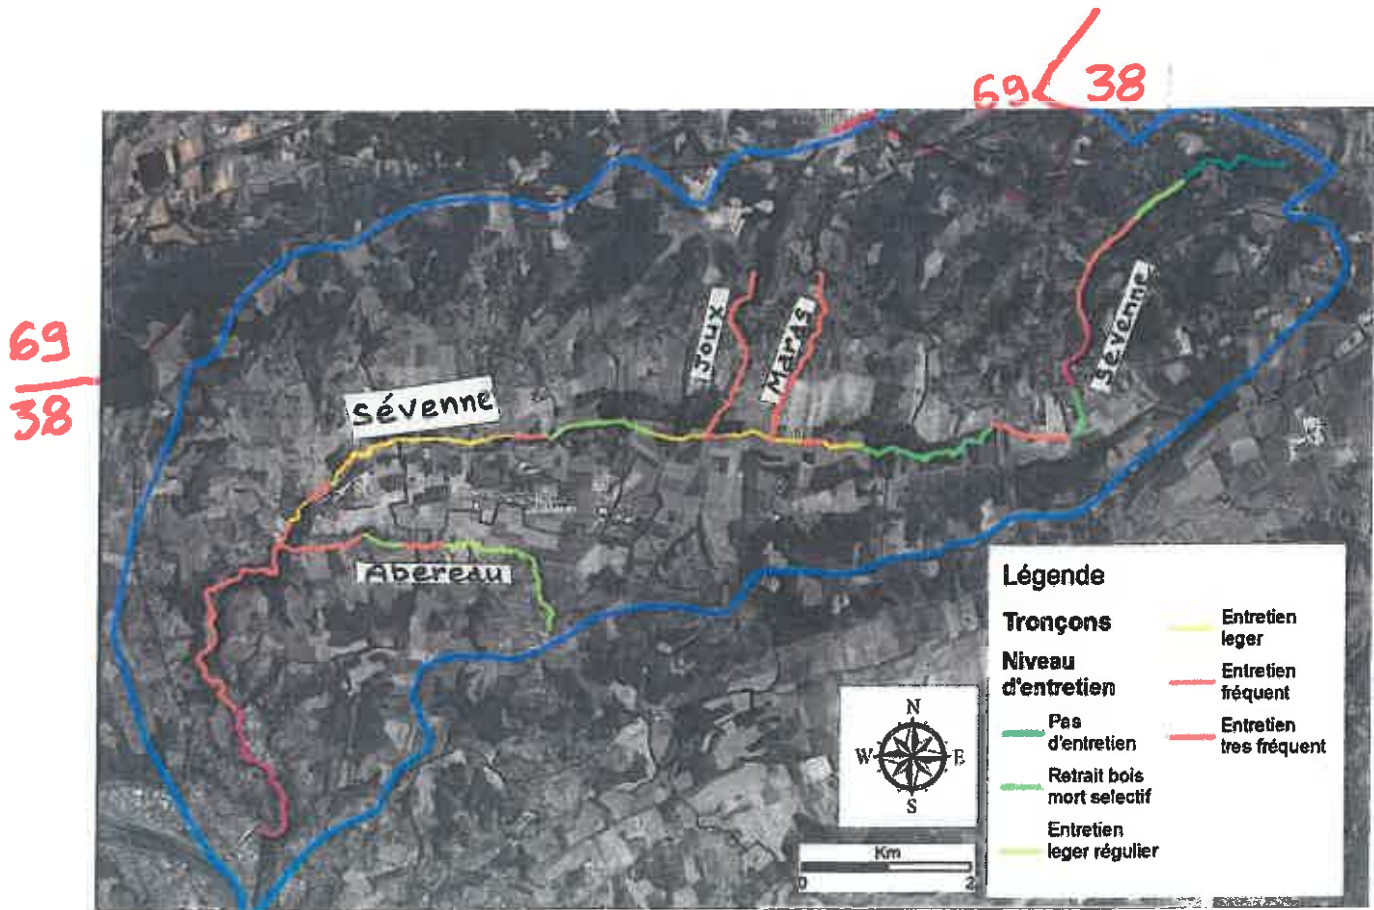 69 38
69
38
Joux
Marais
Sévenne
Sévenne
Abereau
Légende
Tronçons
Niveau
d'entretien
Pas
d'entretien
Retrait bois
mort selectif
Entretien
leger régulier
Entretien
leger
Entretien
fréquent
Entretien
tres fréquent
N
W E
S
Km
0 2